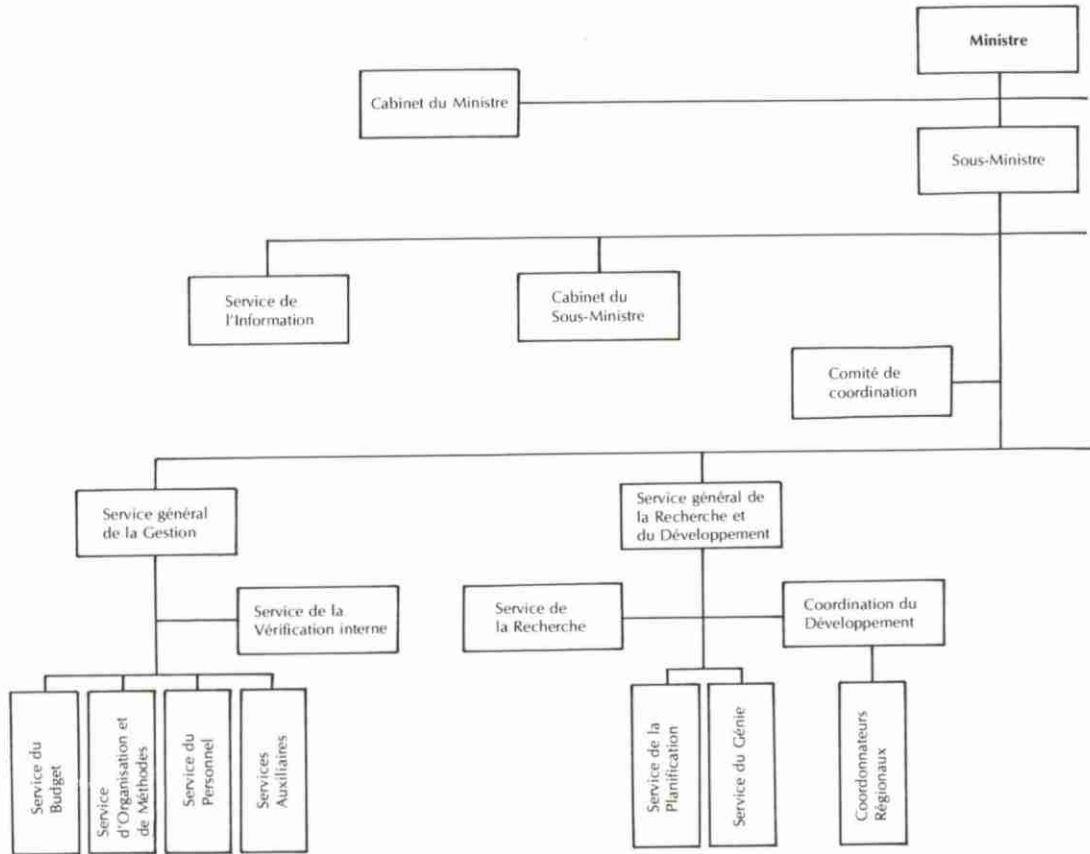 Ministre
Cabinet du Ministre
Sous-Ministre
Service de
l'Information
Cabinet du
Sous-Ministre
Comité de
coordination
Service général
de la Gestion
Service général de
la Recherche et
du Développement
Service de la
Vérification interne
Service de
la Recherche
Coordination du
Développement
Service du
Budget
Service
d'Organisation et
de Méthodes
Service du
Personnel
Services
Auxiliaires
Service de la
Planification
Service du Génie
Coordonnateurs
Régionaux